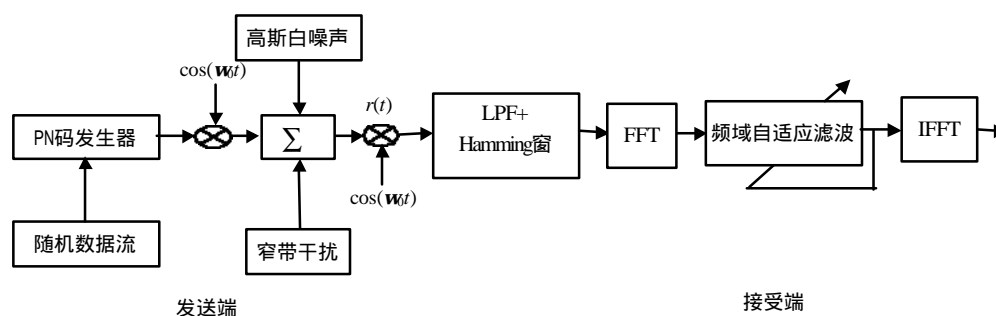 高斯白噪声
cos(w₀t)
r(t)
PN码发生器
∑
LPF+
Hamming窗
FFT
频域自适应滤波
IFFT
cos(w₀t)
随机数据流
窄带干扰
发送端
接受端